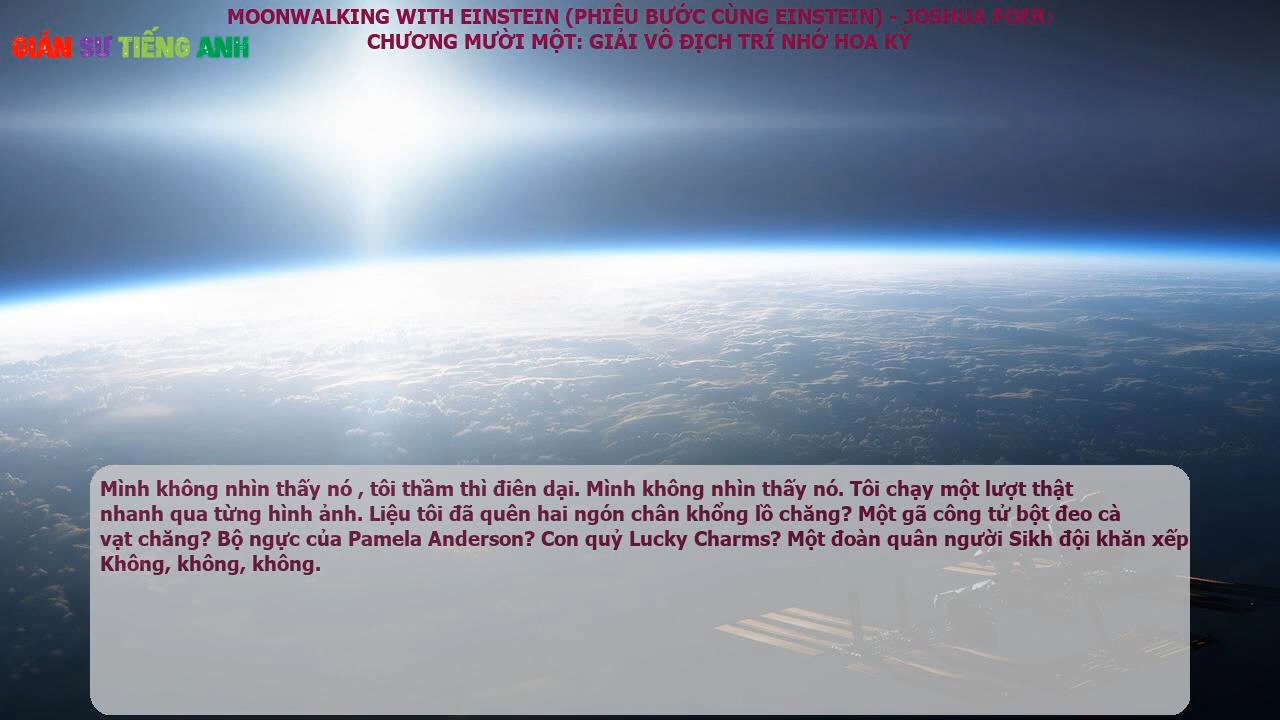 MOONWALKING WITH EINSTEIN (PHIÊU BƯỚC CÙNG EINSTEIN) - JOSHUA FOER:
CHƯƠNG MƯỜI MỘT: GIẢI VÔ ĐỊCH TRÍ NHỚ HOA KỲ
GIÁN SƯ TIẾNG ANH
Mình không nhìn thấy nó , tôi thầm thì điên dại. Mình không nhìn thấy nó. Tôi chạy một lượt thật
nhanh qua từng hình ảnh. Liệu tôi đã quên hai ngón chân khổng lồ chăng? Một gã công tử bột đeo cà
vạt chăng? Bộ ngực của Pamela Anderson? Con quỷ Lucky Charms? Một đoàn quân người Sikh đội khăn xếp
Không, không, không.